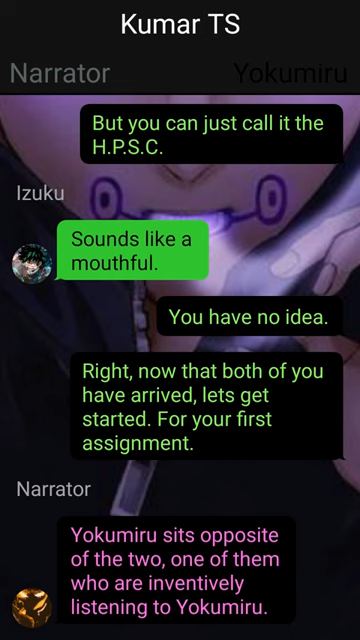 Kumar TS
Narrator
Yokumiru
But you can just call it the
H.P.S.C.
Izuku
Sounds like a
mouthful.
You have no idea.
Right, now that both of you
have arrived, lets get
started. For your first
assignment.
Narrator
Yokumiru sits opposite
of the two, one of them
who are inventively
listening to Yokumiru.